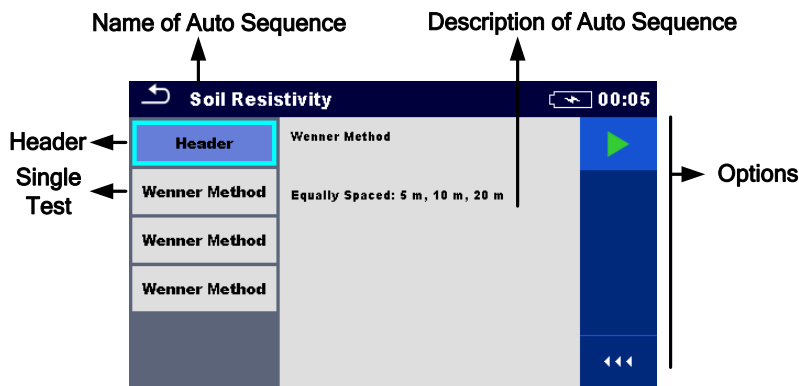 Name of Auto Sequence
Description of Auto Sequence
Soil Resistivity
00:05
Header
Header
Wenner Method
Single
Test
Wenner Method
Equally Spaced: 5 m, 10 m, 20 m
Options
Wenner Method
Wenner Method